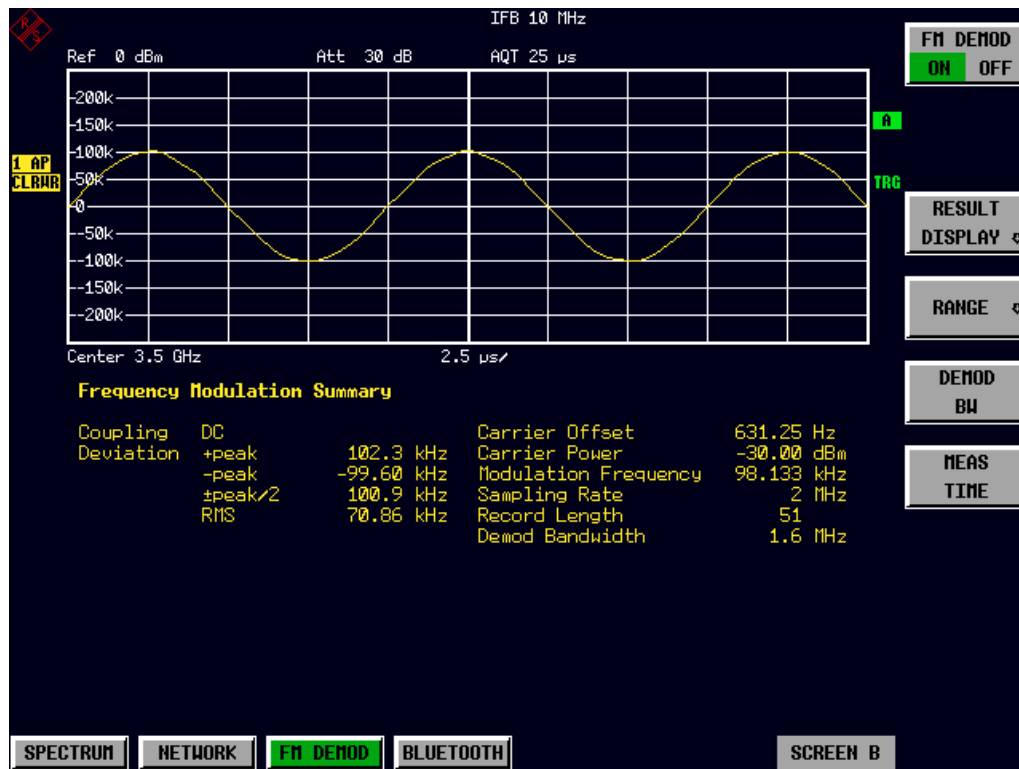 R S
IFB 10 MHz
Ref 0 dBm Att 30 dB AQT 25 µs
200k
150k
100k
50k
0
-50k
-100k
-150k
-200k
1 AP
CLRWR
A
TRG
Center 3.5 GHz 2.5 µs/
Frequency Modulation Summary
Coupling DC Carrier Offset 631.25 Hz
Deviation +peak 102.3 kHz Carrier Power -30.00 dBm
-peak -99.60 kHz Modulation Frequency 98.133 kHz
±peak/2 100.9 kHz Sampling Rate 2 MHz
RMS 70.86 kHz Record Length 51
Demod Bandwidth 1.6 MHz
FM DEMOD
ON OFF
RESULT
DISPLAY
RANGE
DEMOD
BW
MEAS
TIME
SPECTRUM NETWORK FM DEMOD BLUETOOTH SCREEN B